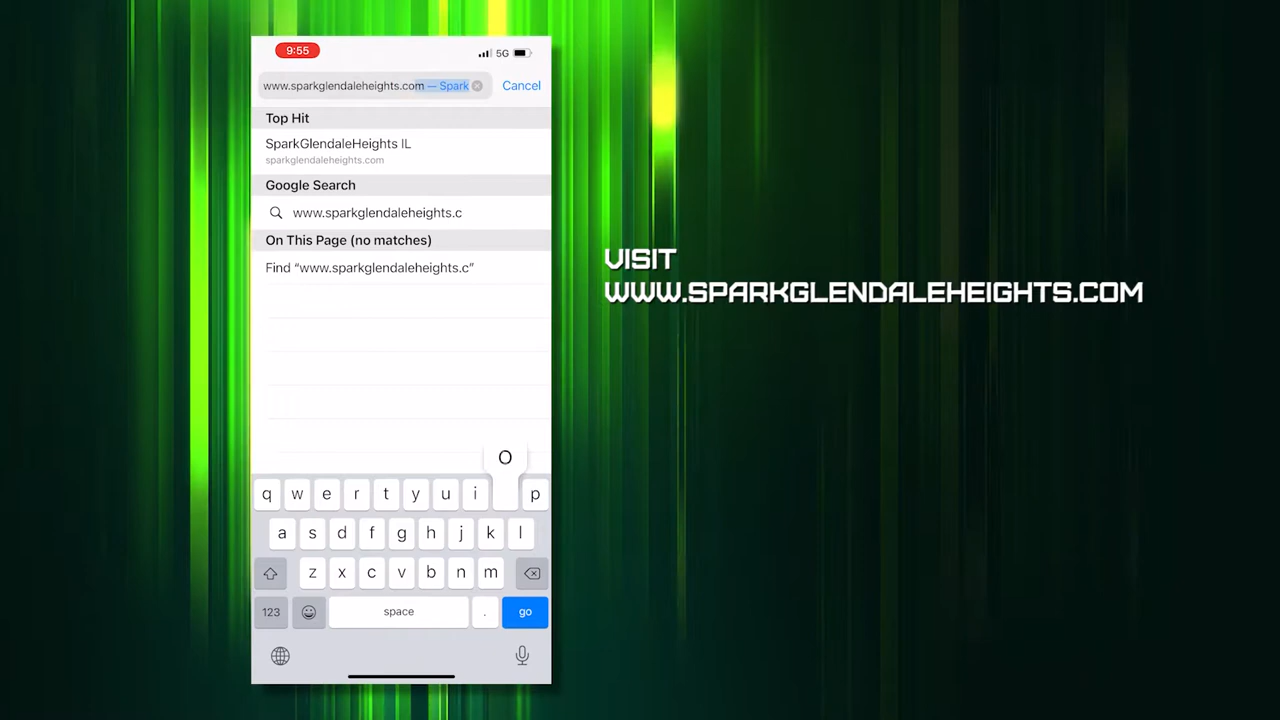 9:55
5G
www.sparkglendaleheights.com — Spark
Cancel
Top Hit
SparkGlendaleHeights IL
sparkglendaleheights.com
Google Search
www.sparkglendaleheights.c
On This Page (no matches)
Find “www.sparkglendaleheights.c”
O
q w e r t y u i p
a s d f g h j k l
z x c v b n m
123
space
.
go
VISIT
WWW.SPARKGLENDALEHEIGHTS.COM